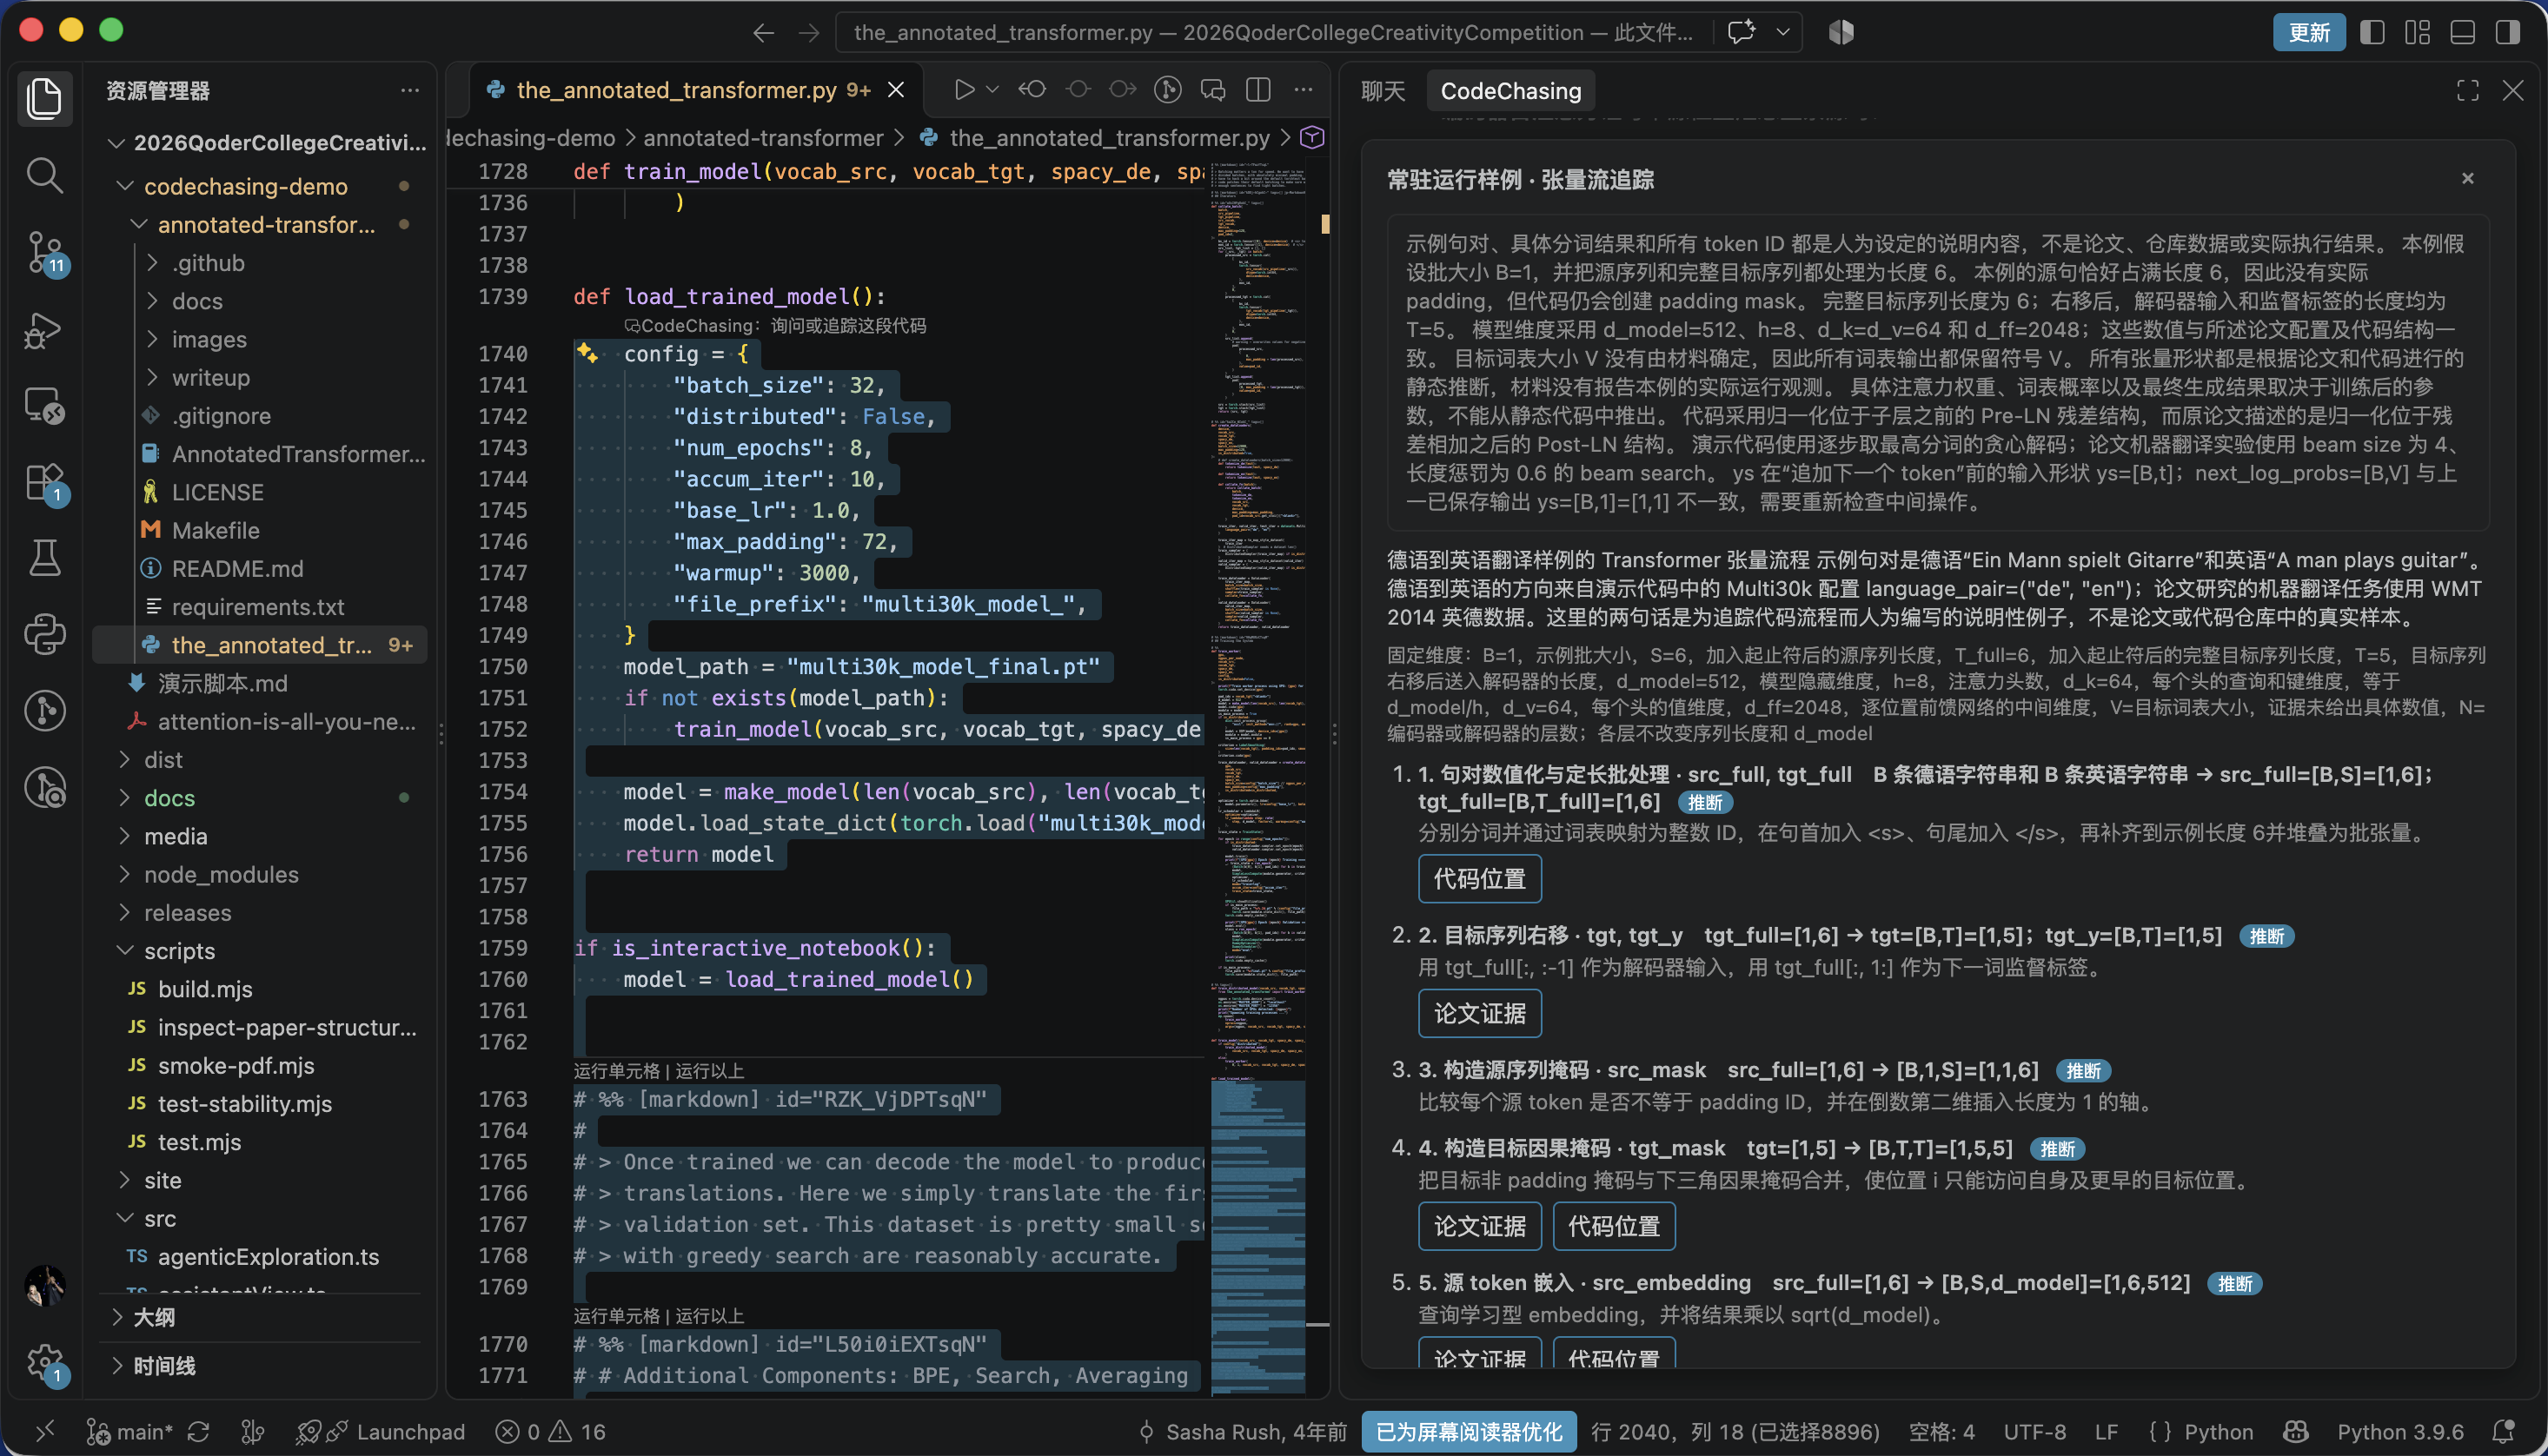 the_annotated_transformer.py — 2026QoderCollegeCreativityCompetition — 此文件...
更新
资源管理器
2026QoderCollegeCreativi...
codechasing-demo
annotated-transfor...
.github
docs
images
writeup
.gitignore
AnnotatedTransformer...
LICENSE
Makefile
README.md
requirements.txt
the_annotated_tr... 9+
演示脚本.md
attention-is-all-you-ne...
dist
docs
media
node_modules
releases
scripts
JS build.mjs
JS inspect-paper-structur...
JS smoke-pdf.mjs
JS test-stability.mjs
JS test.mjs
site
src
TS agenticExploration.ts
大纲
时间线
11
1
1
the_annotated_transformer.py 9+
dechasing-demo > annotated-transformer > the_annotated_transformer.py >
1728 def train_model(vocab_src, vocab_tgt, spacy_de, spa
1736 )
1737
1738
1739 def load_trained_model():
CodeChasing：询问或追踪这段代码
1740 config = {
1741 "batch_size": 32,
1742 "distributed": False,
1743 "num_epochs": 8,
1744 "accum_iter": 10,
1745 "base_lr": 1.0,
1746 "max_padding": 72,
1747 "warmup": 3000,
1748 "file_prefix": "multi30k_model_",
1749 }
1750 model_path = "multi30k_model_final.pt"
1751 if not exists(model_path):
1752 train_model(vocab_src, vocab_tgt, spacy_de
1753
1754 model = make_model(len(vocab_src), len(vocab_tg
1755 model.load_state_dict(torch.load("multi30k_mode
1756 return model
1757
1758
1759 if is_interactive_notebook():
1760 model = load_trained_model()
1761
1762
运行单元格 | 运行以上
1763 # %% [markdown] id="RZK_VjDPTsqN"
1764 #
1765 # > Once trained we can decode the model to produce
1766 # > translations. Here we simply translate the fir
1767 # > validation set. This dataset is pretty small s
1768 # > with greedy search are reasonably accurate.
1769
运行单元格 | 运行以上
1770 # %% [markdown] id="L50i0iEXTsqN"
1771 # # Additional Components: BPE, Search, Averaging
聊天 CodeChasing
常驻运行样例 · 张量流追踪
示例句对、具体分词结果和所有 token ID 都是人为设定的说明内容，不是论文、仓库数据或实际执行结果。 本例假
设批大小 B=1，并把源序列和完整目标序列都处理为长度 6。 本例的源句恰好占满长度 6，因此没有实际
padding，但代码仍会创建 padding mask。 完整目标序列长度为 6；右移后，解码器输入和监督标签的长度均为
T=5。 模型维度采用 d_model=512、h=8、d_k=d_v=64 和 d_ff=2048；这些数值与所述论文配置及代码结构一
致。 目标词表大小 V 没有由材料确定，因此所有词表输出都保留符号 V。 所有张量形状都是根据论文和代码进行的
静态推断，材料没有报告本例的实际运行观测。 具体注意力权重、词表概率以及最终生成结果取决于训练后的参
数，不能从静态代码中推出。 代码采用归一化位于子层之前的 Pre-LN 残差结构，而原论文描述的是归一化位于残
差相加之后的 Post-LN 结构。 演示代码使用逐步取最高分词的贪心解码；论文机器翻译实验使用 beam size 为 4、
长度惩罚为 0.6 的 beam search。 ys 在“追加下一个 token”前的输入形状 ys=[B,t]；next_log_probs=[B,V] 与上
一已保存输出 ys=[B,1]=[1,1] 不一致，需要重新检查中间操作。
德语到英语翻译样例的 Transformer 张量流程 示例句对是德语“Ein Mann spielt Gitarre”和英语“A man plays guitar”。
德语到英语的方向来自演示代码中的 Multi30k 配置 language_pair=("de", "en")；论文研究的机器翻译任务使用 WMT
2014 英德数据。这里的两句话是为追踪代码流程而人为编写的说明性例子，不是论文或代码仓库中的真实样本。
固定维度：B=1，示例批大小，S=6，加入起止符后的源序列长度，T_full=6，加入起止符后的完整目标序列长度，T=5，目标序列
右移后送入解码器的长度，d_model=512，模型隐藏维度，h=8，注意力头数，d_k=64，每个头的查询和键维度，等于
d_model/h，d_v=64，每个头的值维度，d_ff=2048，逐位置前馈网络的中间维度，V=目标词表大小，证据未给出具体数值，N=
编码器或解码器的层数；各层不改变序列长度和 d_model
1. 1. 句对数值化与定长批处理 · src_full, tgt_full B 条德语字符串和 B 条英语字符串 → src_full=[B,S]=[1,6]；
tgt_full=[B,T_full]=[1,6] 推断
分别分词并通过词表映射为整数 ID，在句首加入 <s>、句尾加入 </s>，再补齐到示例长度 6并堆叠为批张量。
代码位置
2. 2. 目标序列右移 · tgt, tgt_y tgt_full=[1,6] → tgt=[B,T]=[1,5]；tgt_y=[B,T]=[1,5] 推断
用 tgt_full[:, :-1] 作为解码器输入，用 tgt_full[:, 1:] 作为下一词监督标签。
论文证据
3. 3. 构造源序列掩码 · src_mask src_full=[1,6] → [B,1,S]=[1,1,6] 推断
比较每个源 token 是否不等于 padding ID，并在倒数第二维插入长度为 1 的轴。
4. 4. 构造目标因果掩码 · tgt_mask tgt=[1,5] → [B,T,T]=[1,5,5] 推断
把目标非 padding 掩码与下三角因果掩码合并，使位置 i 只能访问自身及更早的目标位置。
论文证据 代码位置
5. 5. 源 token 嵌入 · src_embedding src_full=[1,6] → [B,S,d_model]=[1,6,512] 推断
查询学习型 embedding，并将结果乘以 sqrt(d_model)。
论文证据 代码位置
main* Launchpad 0 16
Sasha Rush, 4年前 已为屏幕阅读器优化 行 2040，列 18 (已选择8896) 空格: 4 UTF-8 LF {} Python Python 3.9.6